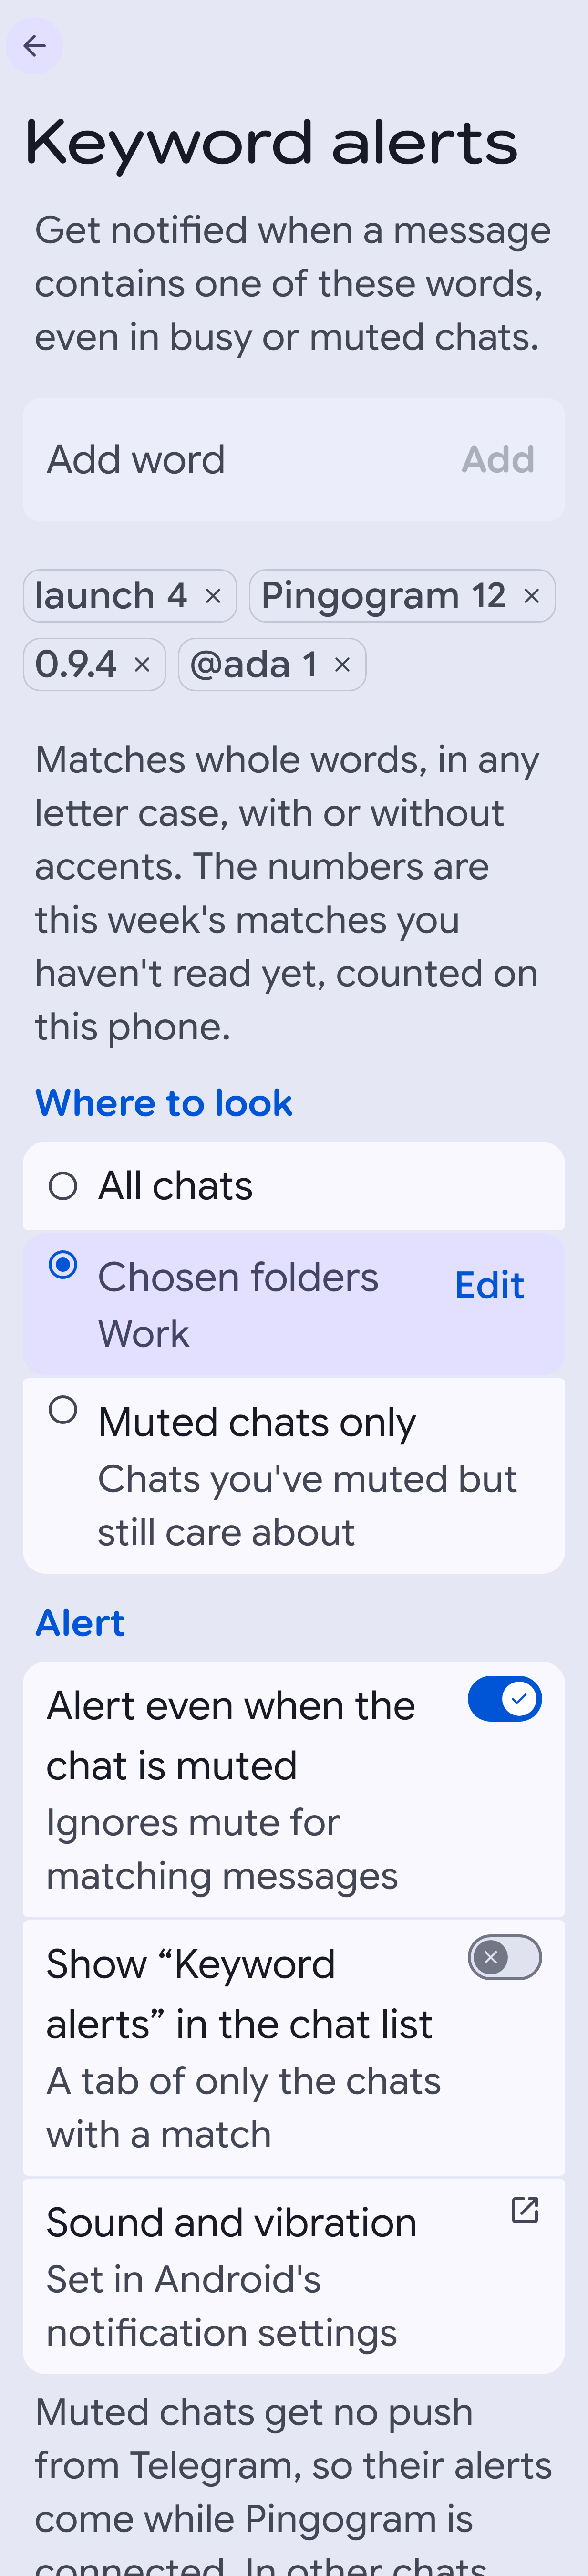 Keyword alerts
Get notified when a message
contains one of these words,
even in busy or muted chats.
Add word Add
launch 4 × Pingogram 12 ×
0.9.4 × @ada 1 ×
Matches whole words, in any
letter case, with or without
accents. The numbers are
this week's matches you
haven't read yet, counted on
this phone.
Where to look
All chats
Chosen folders Edit
Work
Muted chats only
Chats you've muted but
still care about
Alert
Alert even when the
chat is muted
Ignores mute for
matching messages
Show “Keyword
alerts” in the chat list
A tab of only the chats
with a match
Sound and vibration
Set in Android's
notification settings
Muted chats get no push
from Telegram, so their alerts
come while Pingogram is
connected. In other chats